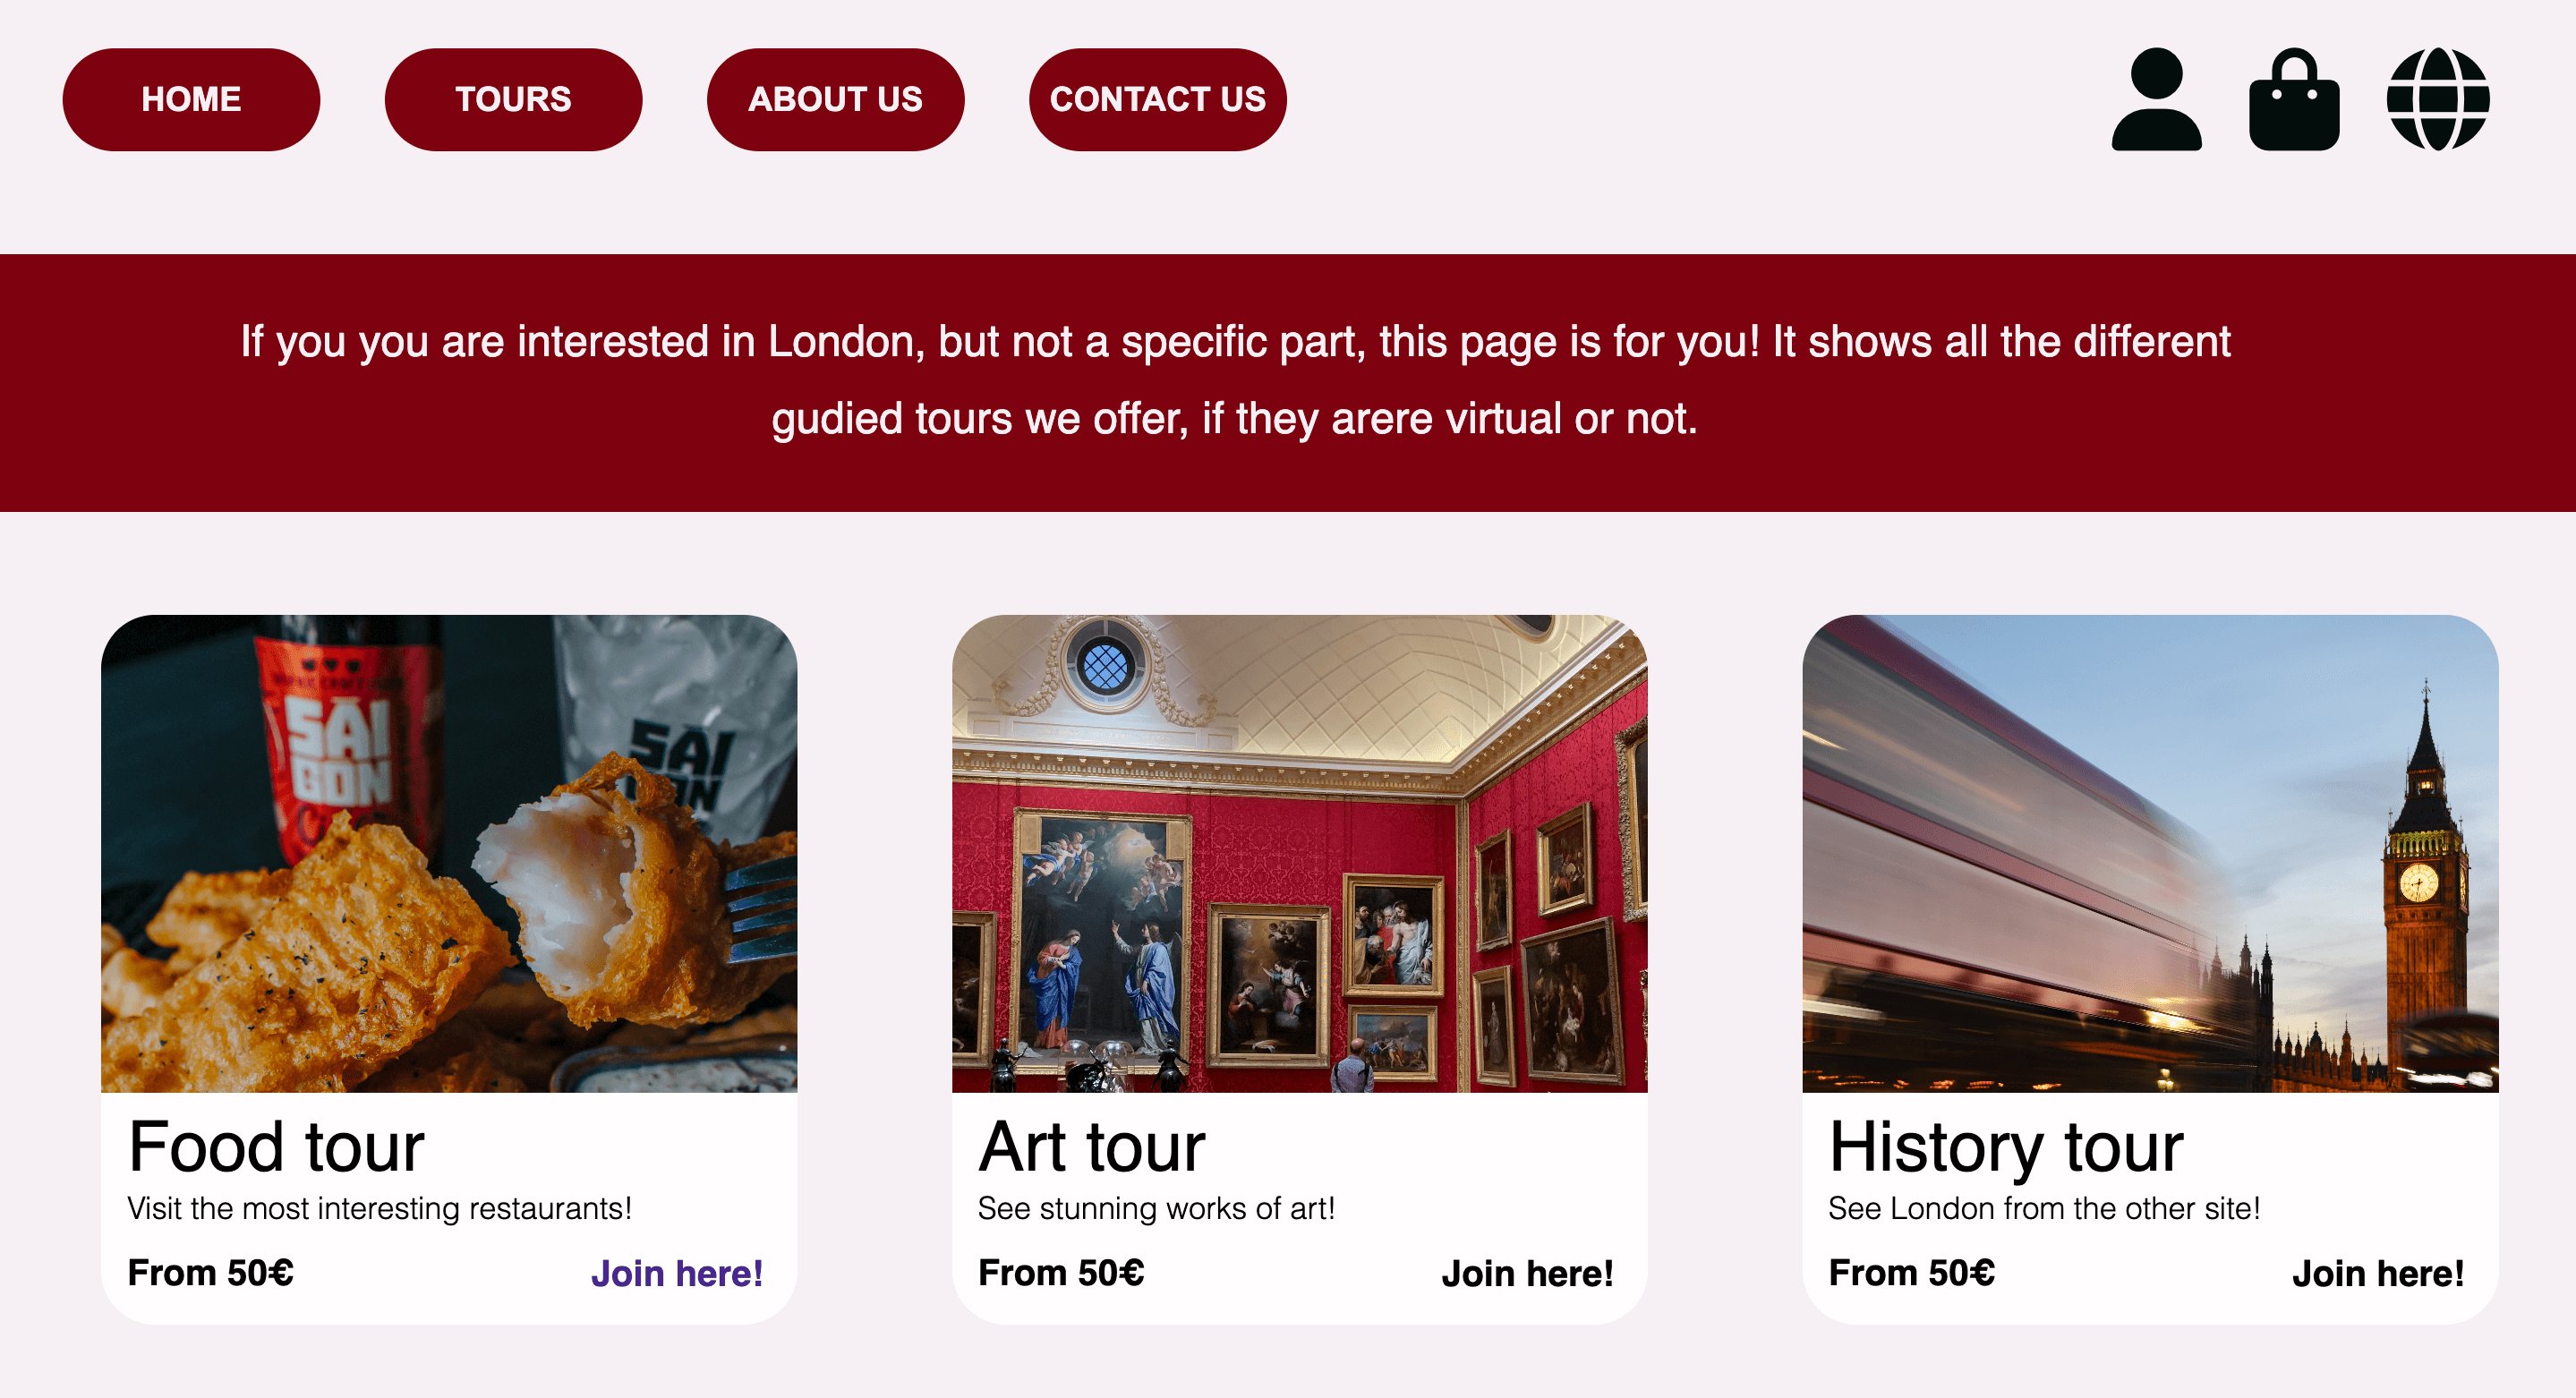 HOME
TOURS
ABOUT US
CONTACT US
If you you are interested in London, but not a specific part, this page is for you! It shows all the different
gudied tours we offer, if they arere virtual or not.
SAI
GON
SAI
Food tour
Visit the most interesting restaurants!
From 50€
Join here!
Art tour
See stunning works of art!
From 50€
Join here!
History tour
See London from the other site!
From 50€
Join here!